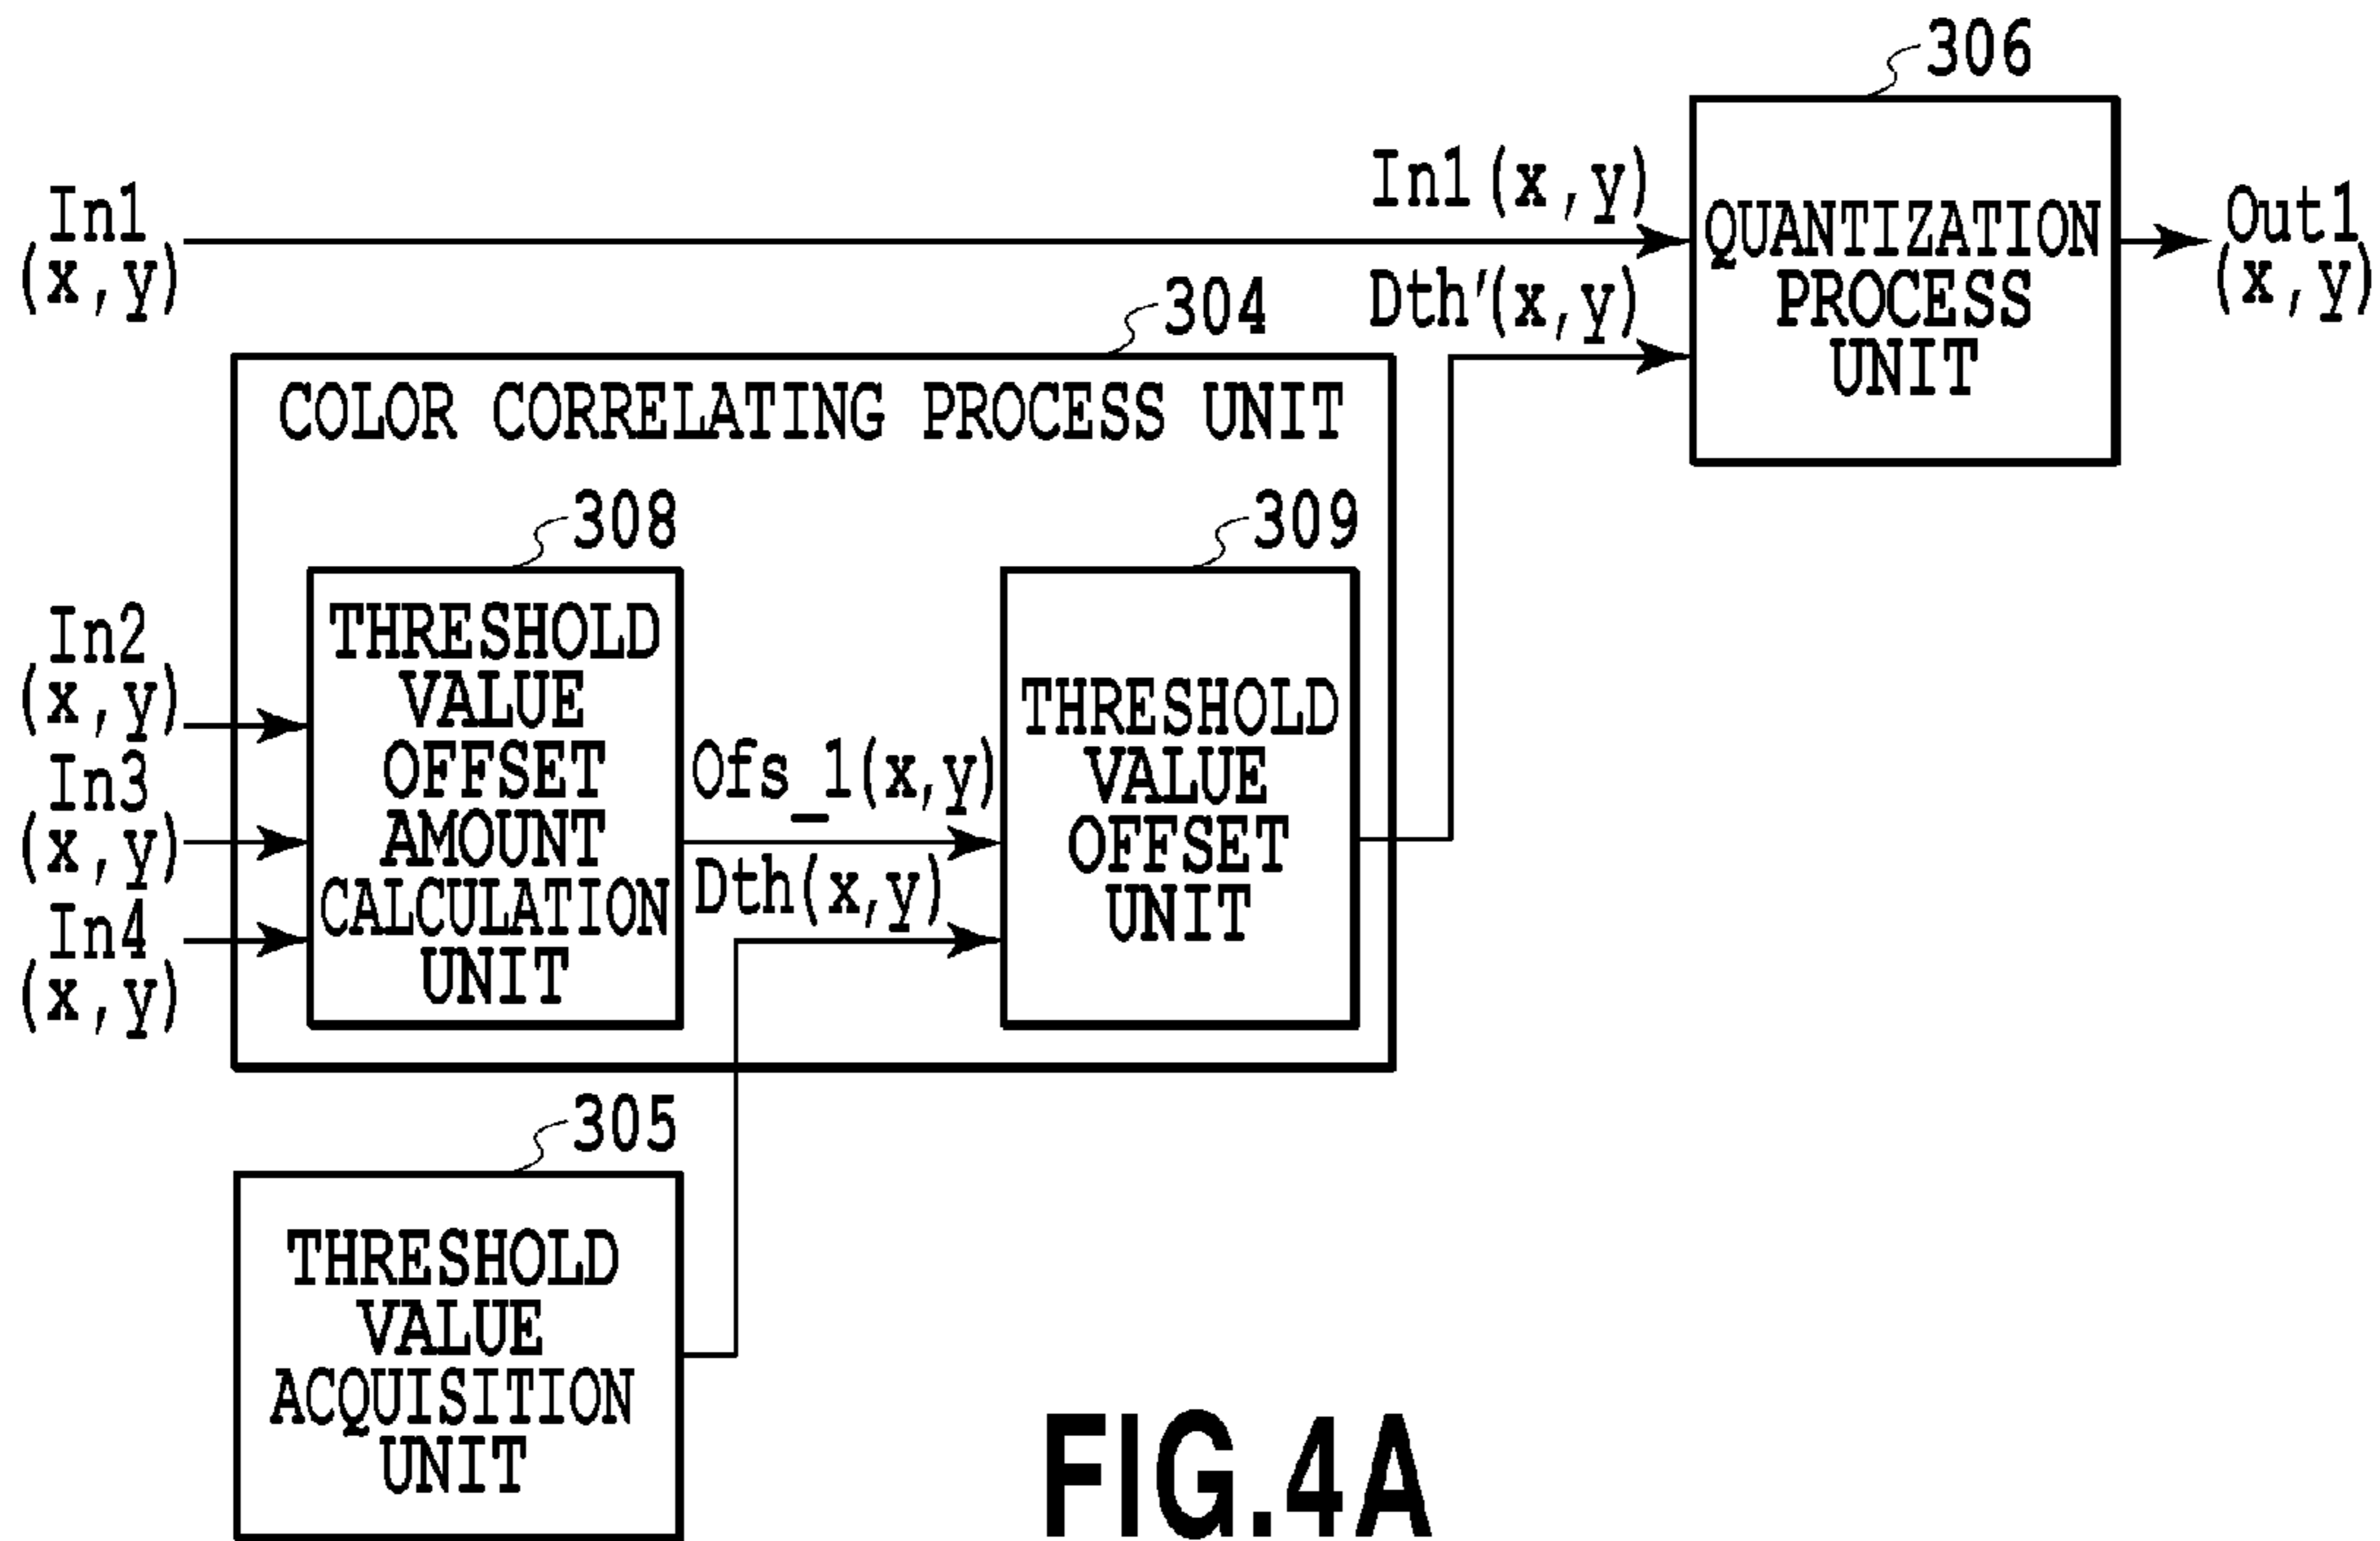 306
In1
(x,y)
In1(x,y)
Dth'(x,y)
QUANTIZATION
PROCESS
UNIT
Out1
(x,y)
304
COLOR CORRELATING PROCESS UNIT
308
309
In2
(x,y)
In3
(x,y)
In4
(x,y)
THRESHOLD
VALUE
OFFSET
AMOUNT
CALCULATION
UNIT
Ofs_1(x,y)
Dth(x,y)
THRESHOLD
VALUE
OFFSET
UNIT
305
THRESHOLD
VALUE
ACQUISITION
UNIT
FIG.4A